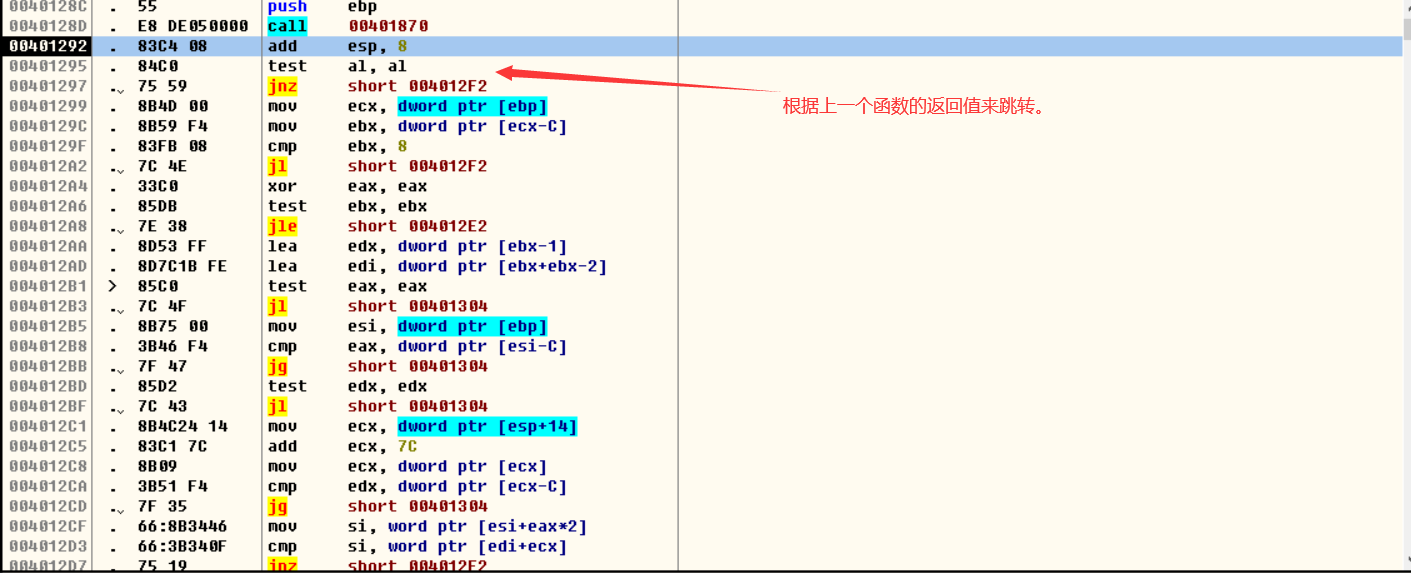 0040128C . 55 push ebp
0040128D . E8 DE050000 call 00401870
00401292 . 83C4 08 add esp, 8
00401295 . 84C0 test al, al
00401297 .ˬ 75 59 jnz short 004012F2
00401299 . 8B4D 00 mov ecx, dword ptr [ebp]
0040129C . 8B59 F4 mov ebx, dword ptr [ecx-C]
0040129F . 83FB 08 cmp ebx, 8
004012A2 .ˬ 7C 4E jl short 004012F2
004012A4 . 33C0 xor eax, eax
004012A6 . 85DB test ebx, ebx
004012A8 .ˬ 7E 38 jle short 004012E2
004012AA . 8D53 FF lea edx, dword ptr [ebx-1]
004012AD . 8D7C1B FE lea edi, dword ptr [ebx+ebx-2]
004012B1 > 85C0 test eax, eax
004012B3 .ˬ 7C 4F jl short 00401304
004012B5 . 8B75 00 mov esi, dword ptr [ebp]
004012B8 . 3B46 F4 cmp eax, dword ptr [esi-C]
004012BB .ˬ 7F 47 jg short 00401304
004012BD . 85D2 test edx, edx
004012BF .ˬ 7C 43 jl short 00401304
004012C1 . 8B4C24 14 mov ecx, dword ptr [esp+14]
004012C5 . 83C1 7C add ecx, 7C
004012C8 . 8B09 mov ecx, dword ptr [ecx]
004012CA . 3B51 F4 cmp edx, dword ptr [ecx-C]
004012CD .ˬ 7F 35 jg short 00401304
004012CF . 66:8B3446 mov si, word ptr [esi+eax*2]
004012D3 . 66:3B340F cmp si, word ptr [edi+ecx]
004012D7 .ˬ 75 19 jnz short 004012F2
根据上一个函数的返回值来跳转。